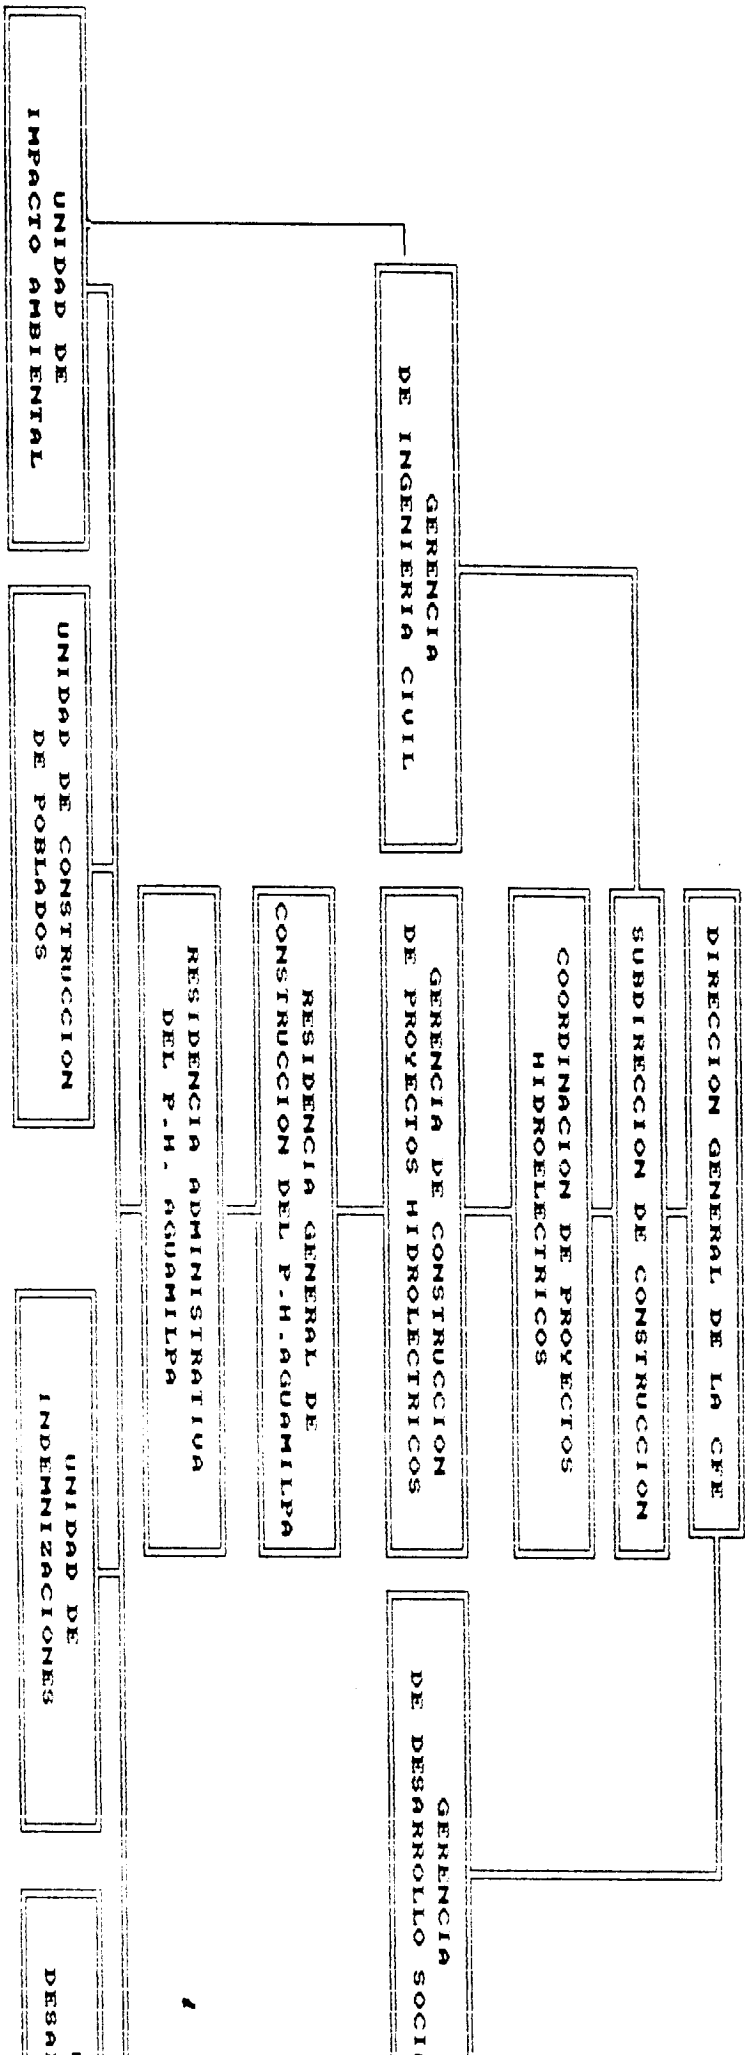 DIRECCION GENERAL DE LA CFE
SUBDIRECCION DE CONSTRUCCION
COORDINACION DE PROYECTOS
HIDROELECTRICOS
GERENCIA
DE INGENIERIA CIVIL
GERENCIA DE CONSTRUCCION
DE PROYECTOS HIDROLECTRICOS
GERENCIA
DE DESARROLLO SOCIA
RESIDENCIA GENERAL DE
CONSTRUCCION DEL P.H.AGUAMILPA
RESIDENCIA ADMINISTRATIVA
DEL P.H. AGUAMILPA
UNIDAD DE
IMPACTO AMBIENTAL
UNIDAD DE CONSTRUCCION
DE POBLADOS
UNIDAD DE
INDEMNIZACIONES
DESA